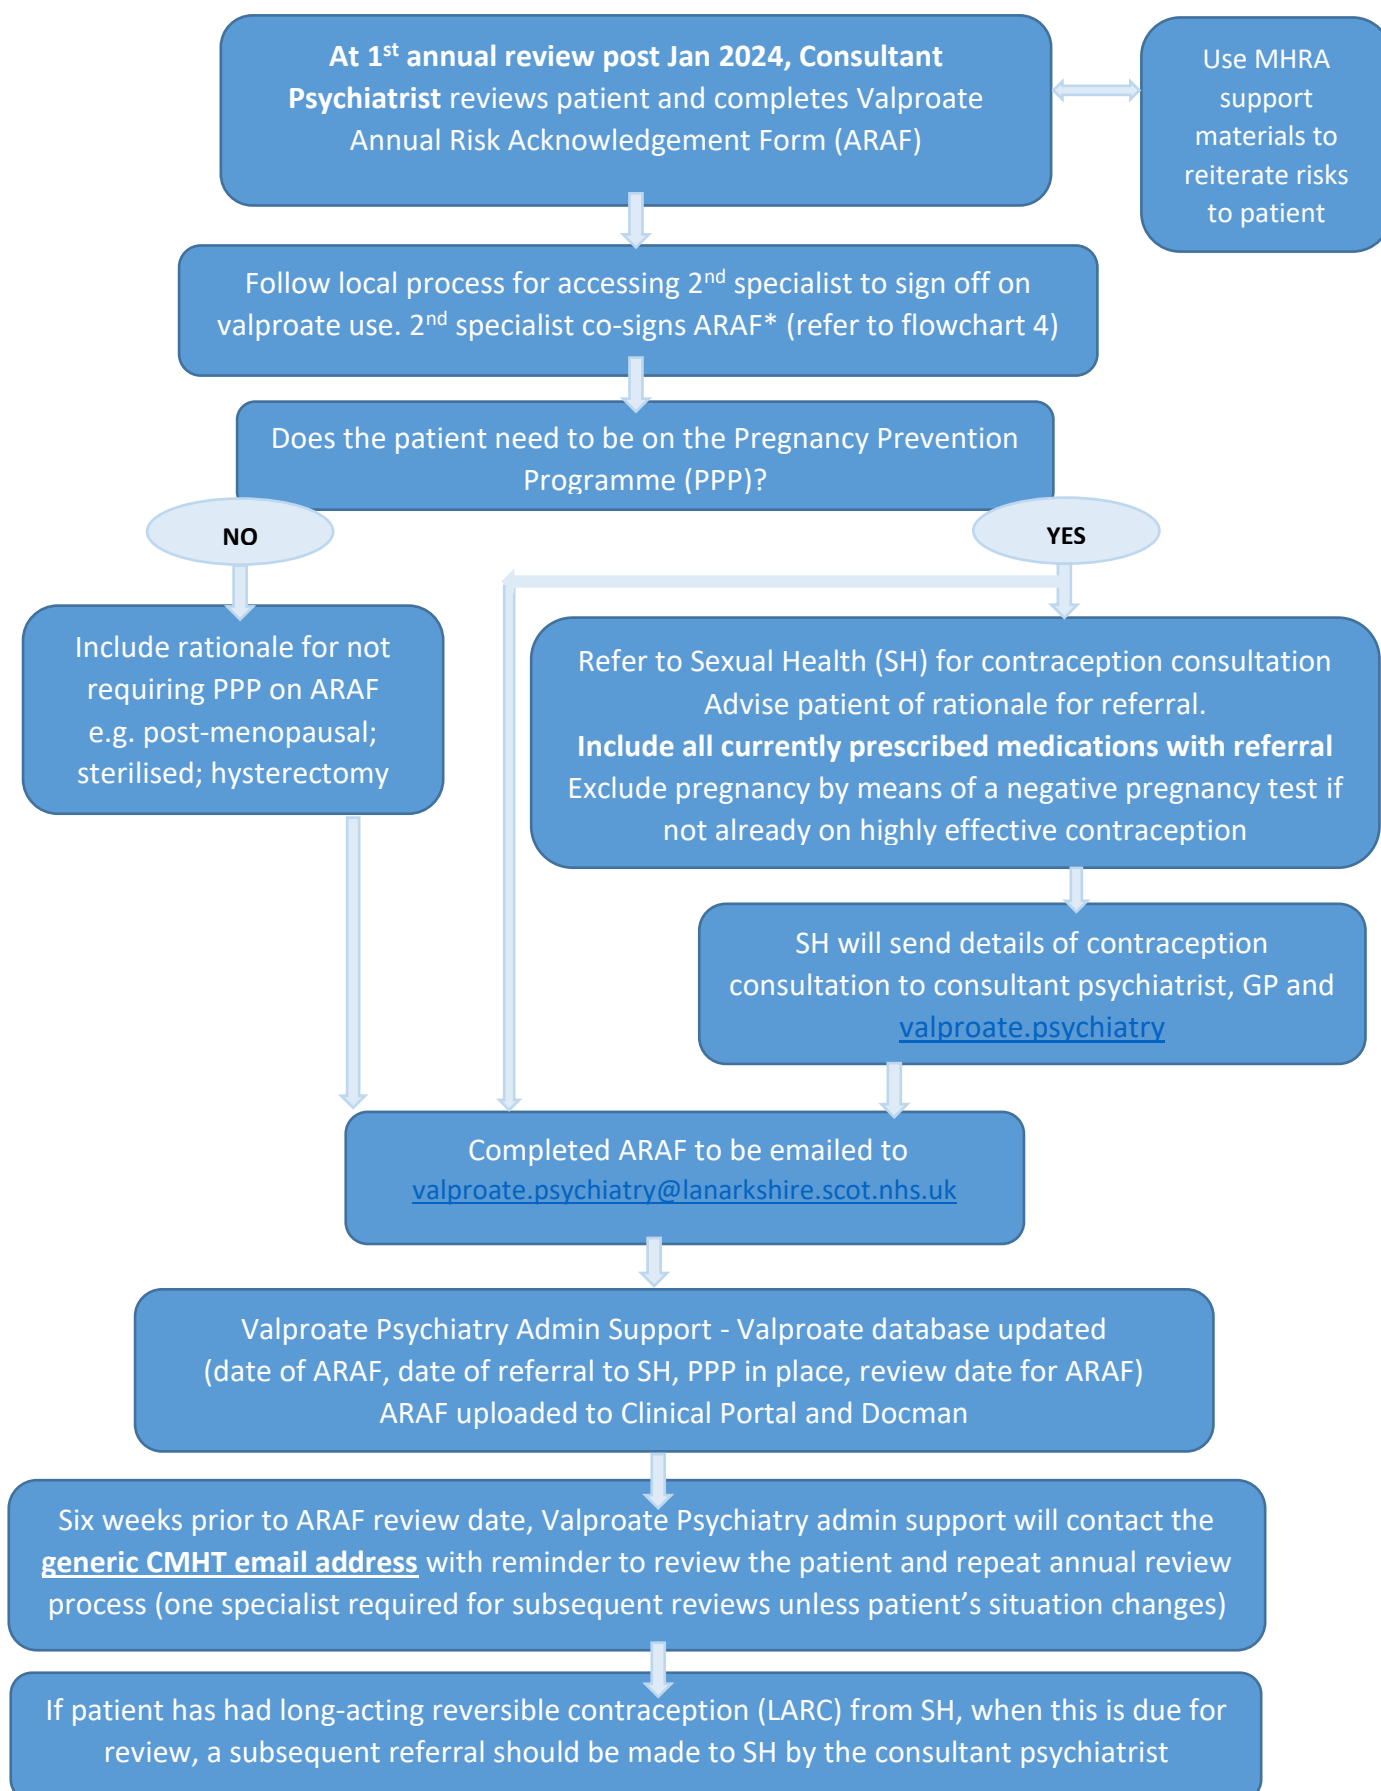 At 1st annual review post Jan 2024, Consultant
Psychiatrist reviews patient and completes Valproate
Annual Risk Acknowledgement Form (ARAF)
Use MHRA
support
materials to
reiterate risks
to patient
Follow local process for accessing 2nd specialist to sign off on
valproate use. 2nd specialist co-signs ARAF* (refer to flowchart 4)
Does the patient need to be on the Pregnancy Prevention
Programme (PPP)?
NO
YES
Include rationale for not
requiring PPP on ARAF
e.g. post-menopausal;
sterilised; hysterectomy
Refer to Sexual Health (SH) for contraception consultation
Advise patient of rationale for referral.
Include all currently prescribed medications with referral
Exclude pregnancy by means of a negative pregnancy test if
not already on highly effective contraception
SH will send details of contraception
consultation to consultant psychiatrist, GP and
valproate.psychiatry
Completed ARAF to be emailed to
valproate.psychiatry@lanarkshire.scot.nhs.uk
Valproate Psychiatry Admin Support - Valproate database updated
(date of ARAF, date of referral to SH, PPP in place, review date for ARAF)
ARAF uploaded to Clinical Portal and Docman
Six weeks prior to ARAF review date, Valproate Psychiatry admin support will contact the
generic CMHT email address with reminder to review the patient and repeat annual review
process (one specialist required for subsequent reviews unless patient’s situation changes)
If patient has had long-acting reversible contraception (LARC) from SH, when this is due for
review, a subsequent referral should be made to SH by the consultant psychiatrist